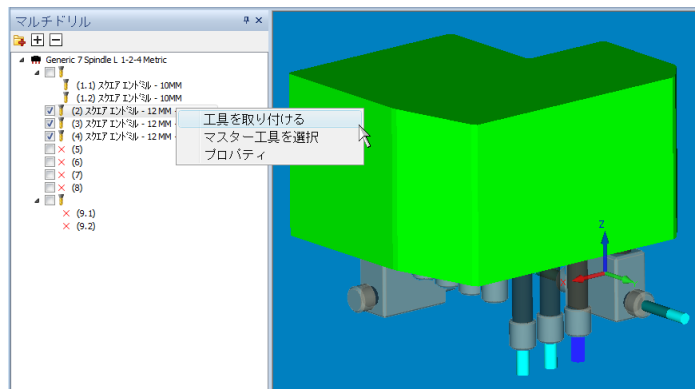 マルチドリル
Generic 7 Spindle L 1-2-4 Metric
(1.1) スクエア エンドミル - 10MM
(1.2) スクエア エンドミル - 10MM
(2) スクエア エンドミル - 12 MM -
(3) スクエア エンドミル - 12 MM
(4) スクエア エンドミル - 12 MM
(5)
(6)
(7)
(8)
(9.1)
(9.2)
工具を取り付ける
マスター工具を選択
プロパティ
Z